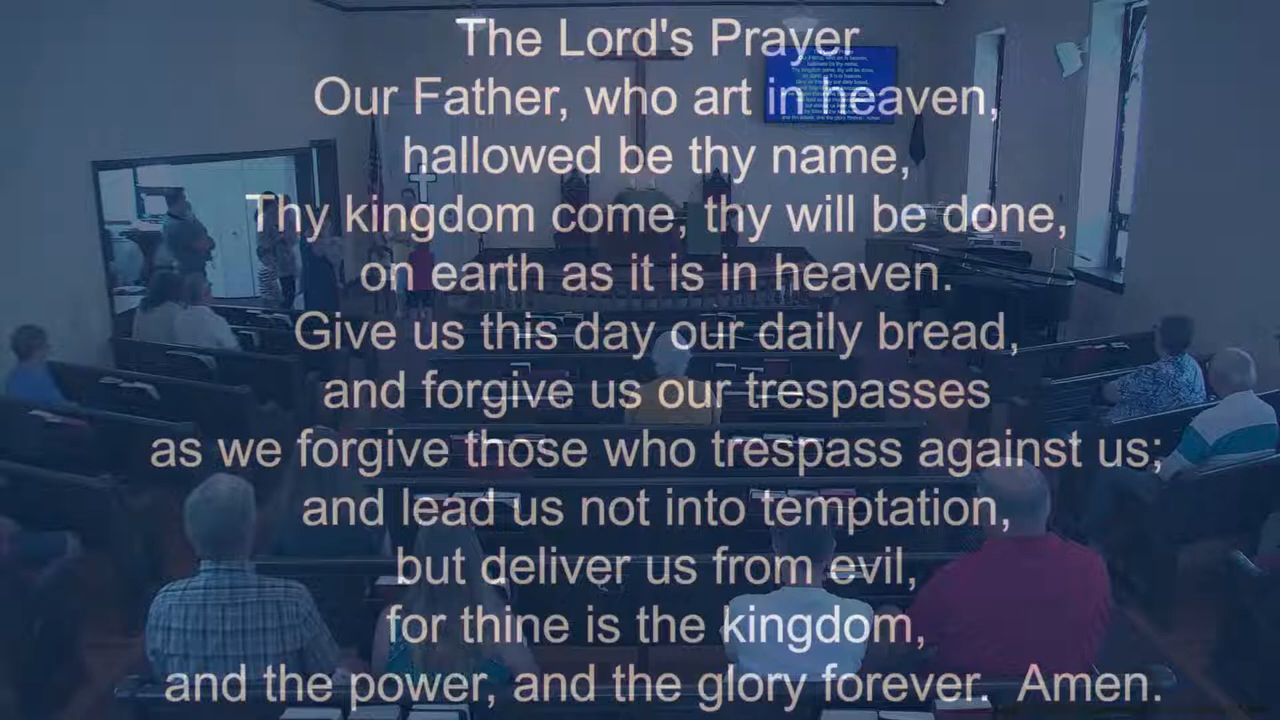 The Lord's Prayer
Our Father, who art in heaven,
hallowed be thy name,
Thy kingdom come, thy will be done,
on earth as it is in heaven.
Give us this day our daily bread,
and forgive us our trespasses
as we forgive those who trespass against us;
and lead us not into temptation,
but deliver us from evil,
for thine is the kingdom,
and the power, and the glory forever.  Amen.